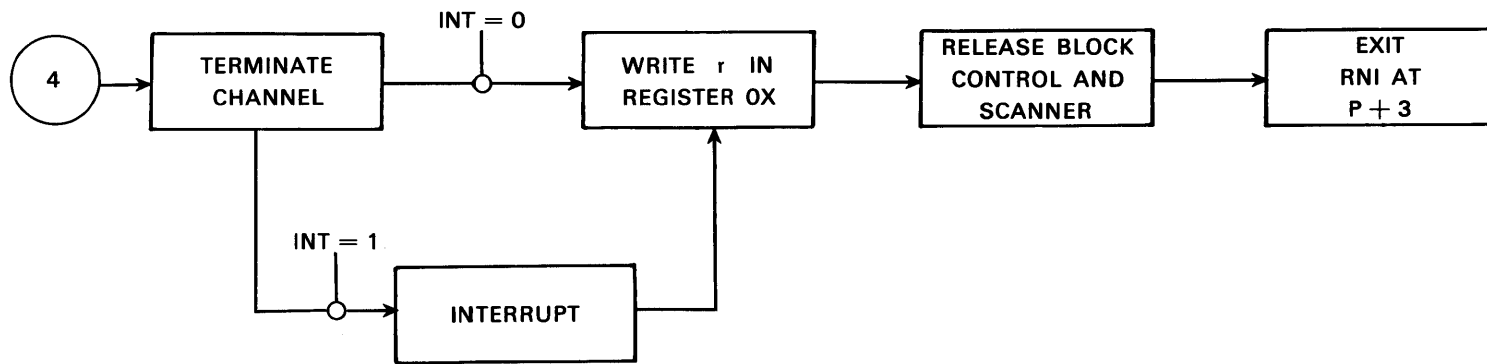 INT = 0
4
TERMINATE
CHANNEL
WRITE r IN
REGISTER 0X
RELEASE BLOCK
CONTROL AND
SCANNER
EXIT
RNI AT
P + 3
INT = 1
INTERRUPT